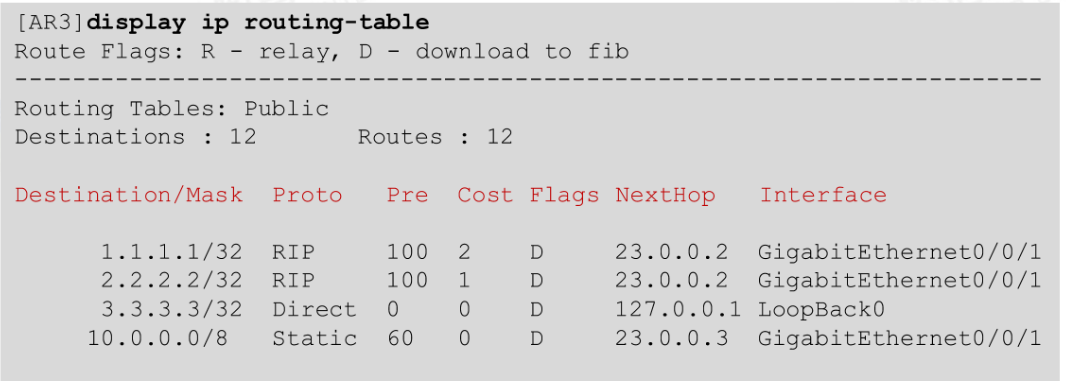 [AR3]display ip routing-table
Route Flags: R - relay, D - download to fib
------------------------------------------------------------------------
Routing Tables: Public
Destinations : 12 Routes : 12
Destination/Mask Proto Pre Cost Flags NextHop Interface
1.1.1.1/32 RIP 100 2 D 23.0.0.2 GigabitEthernet0/0/1
2.2.2.2/32 RIP 100 1 D 23.0.0.2 GigabitEthernet0/0/1
3.3.3.3/32 Direct 0 0 D 127.0.0.1 LoopBack0
10.0.0.0/8 Static 60 0 D 23.0.0.3 GigabitEthernet0/0/1